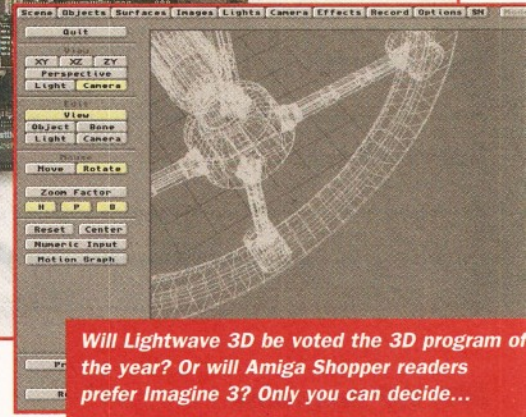 Scene Objects Surfaces Images Lights Camera Effects Record Options SN
Quit
View
XY XZ ZY
Perspective
Light Camera
Edit
View
Object Bone
Light Camera
Mouse
Move Rotate
Zoom Factor
H P B
Reset Center
Numeric Input
Motion Graph
Will Lightwave 3D be voted the 3D program of
the year? Or will Amiga Shopper readers
prefer Imagine 3? Only you can decide...